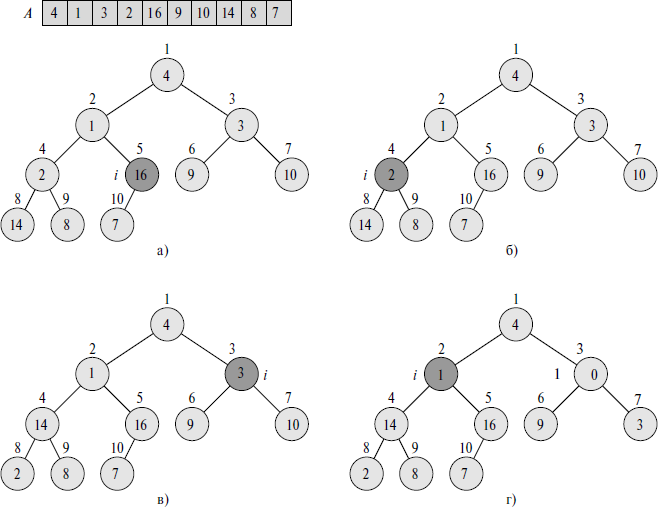 A 4 1 3 2 16 9 10 14 8 7
1 1
4 4
2 3 2 3
1 3 1 3
4 5 6 7 4 5 6 7
2 i 16 9 10 i 2 16 9 10
8 9 10 8 9 10
14 8 7 14 8 7
а) б)
1 1
4 4
2 3 2 3
1 3 i i 1 1 0
4 5 6 7 4 5 6 7
14 16 9 10 14 16 9 3
8 9 10 8 9 10
2 8 7 2 8 7
в) г)